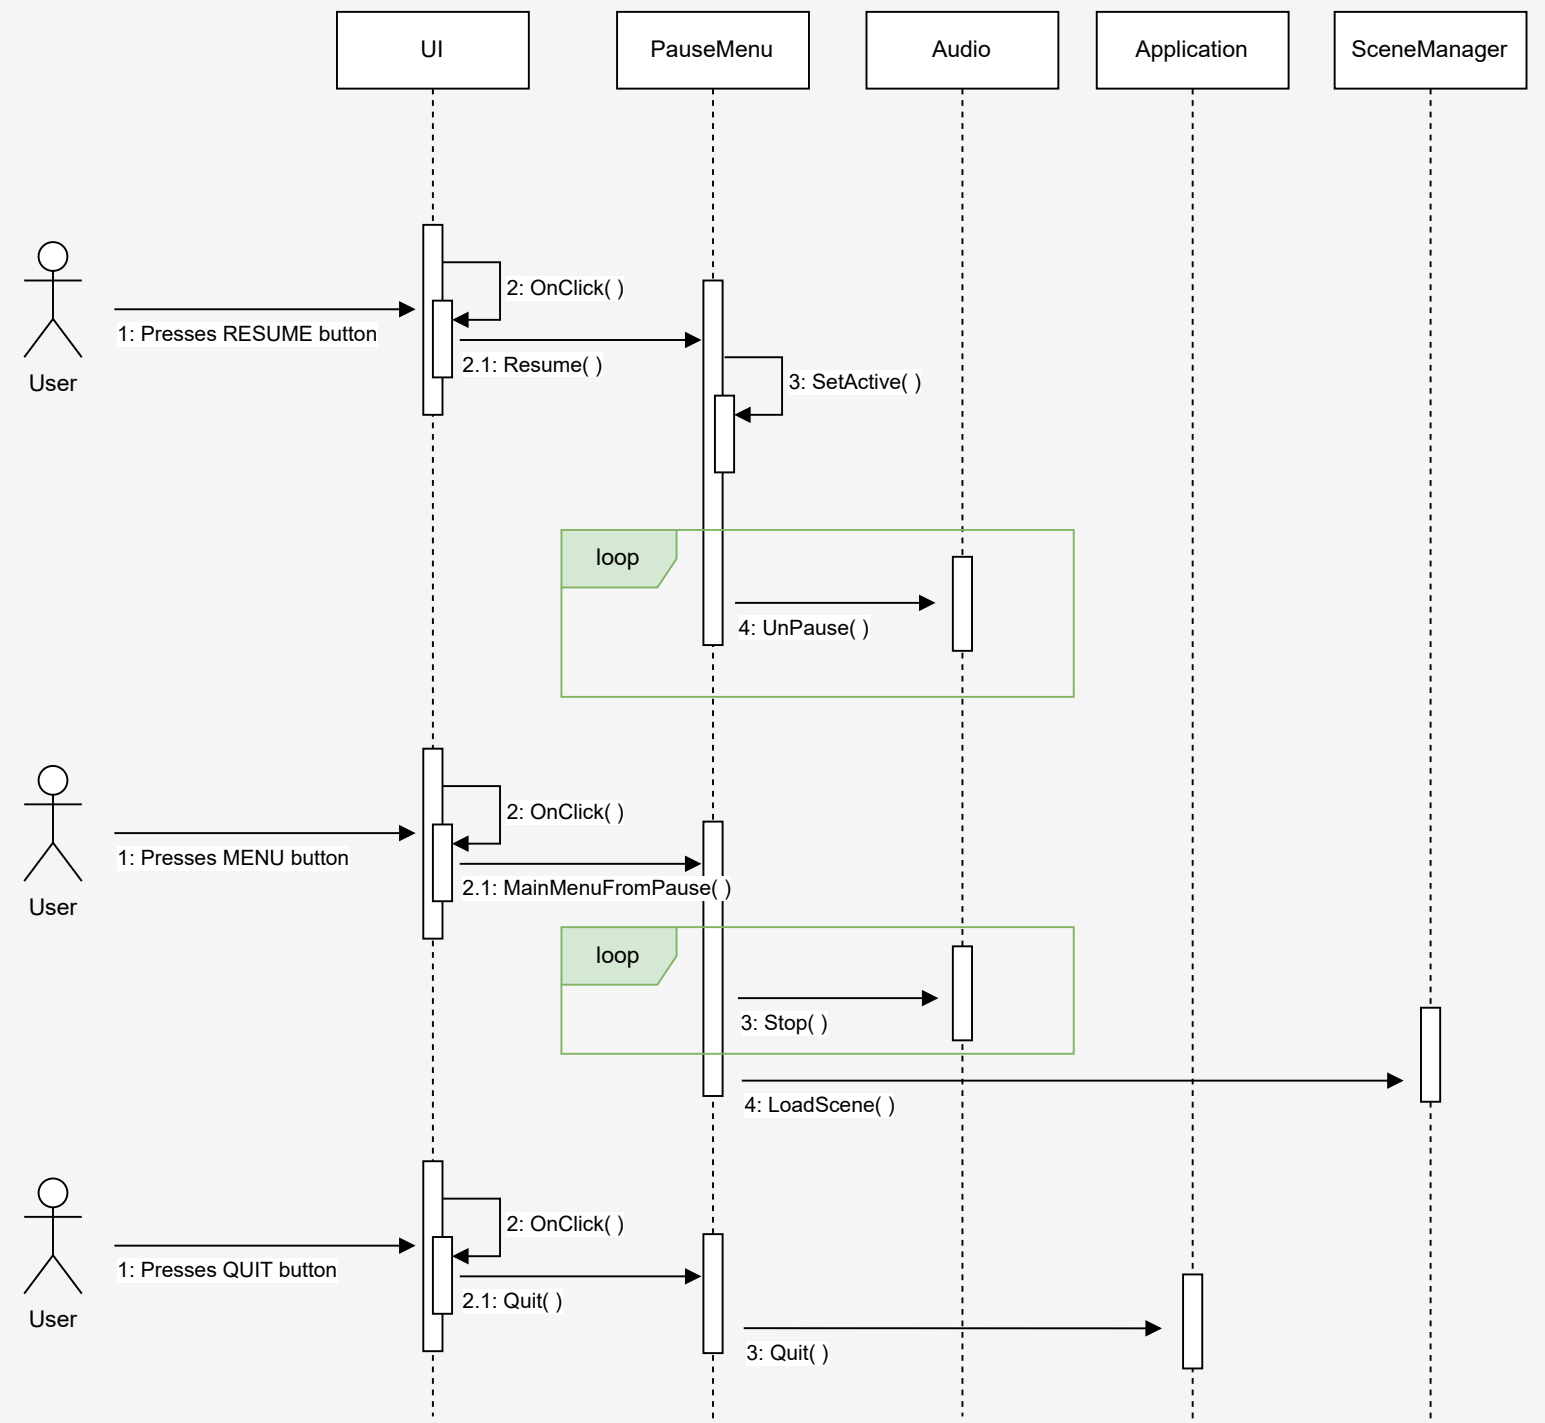 UI
PauseMenu
Audio
Application
SceneManager
2: OnClick( )
1: Presses RESUME button
2.1: Resume( )
User
3: SetActive( )
loop
4: UnPause( )
2: OnClick( )
1: Presses MENU button
2.1: MainMenuFromPause( )
User
loop
3: Stop( )
4: LoadScene( )
2: OnClick( )
1: Presses QUIT button
2.1: Quit( )
User
3: Quit( )